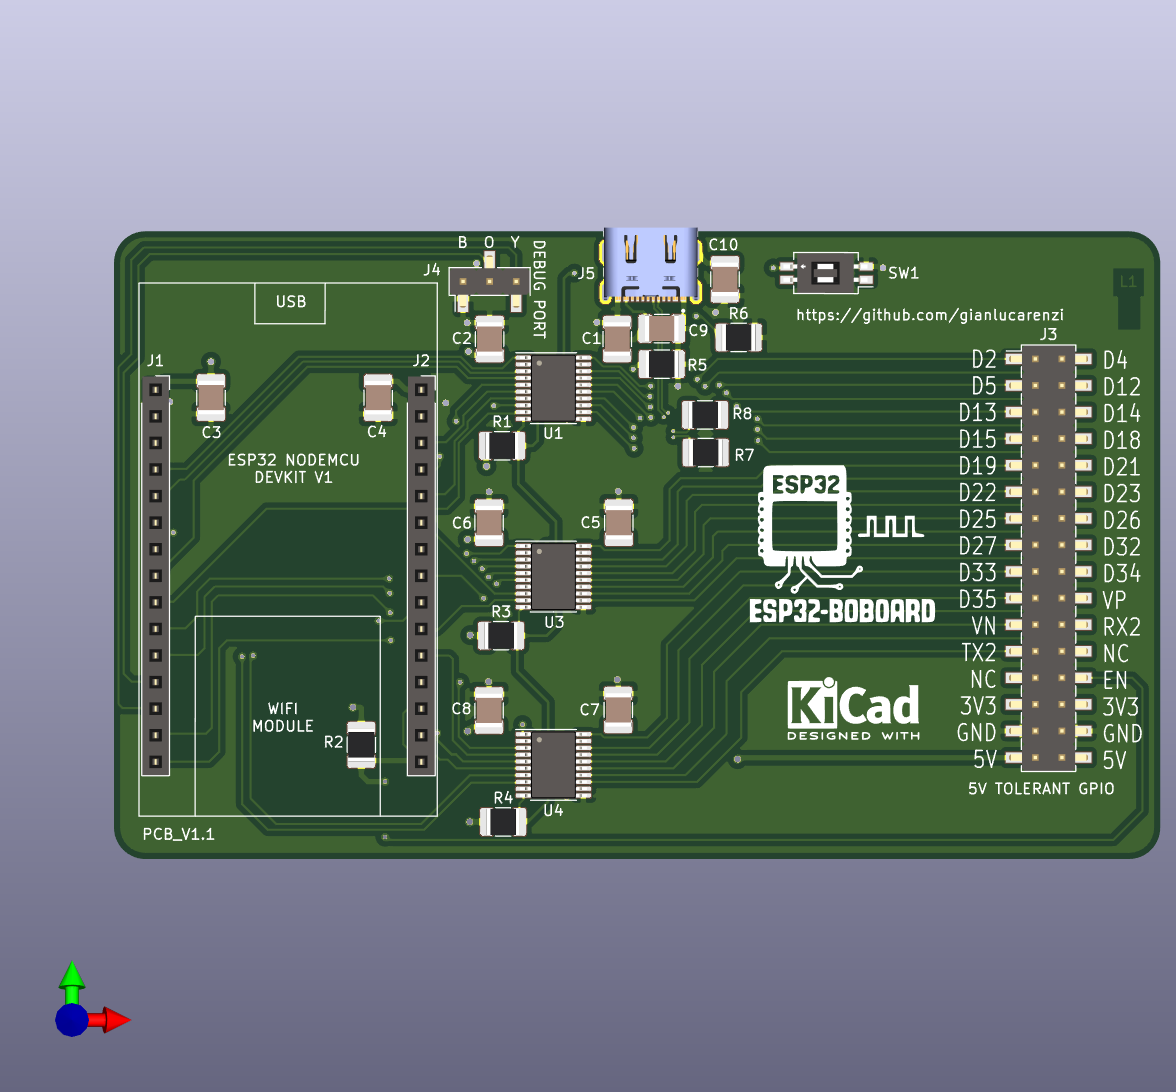 B O Y
J4
DEBUG PORT
J5
C10
SW1
L1
https://github.com/gianlucarenzi
USB
C2
C1
C9
R6
R5
J3
J1
J2
C3
C4
U1
R1
R8
R7
ESP32 NODEMCU
DEVKIT V1
C6
C5
U3
R3
WIFI
MODULE
R2
C8
C7
R4
U4
PCB_V1.1
ESP32
ESP32-BOBOARD
KiCad
DESIGNED WITH
D2 D4
D5 D12
D13 D14
D15 D18
D19 D21
D22 D23
D25 D26
D27 D32
D33 D34
D35 VP
VN RX2
TX2 NC
NC EN
3V3 3V3
GND GND
5V 5V
5V TOLERANT GPIO